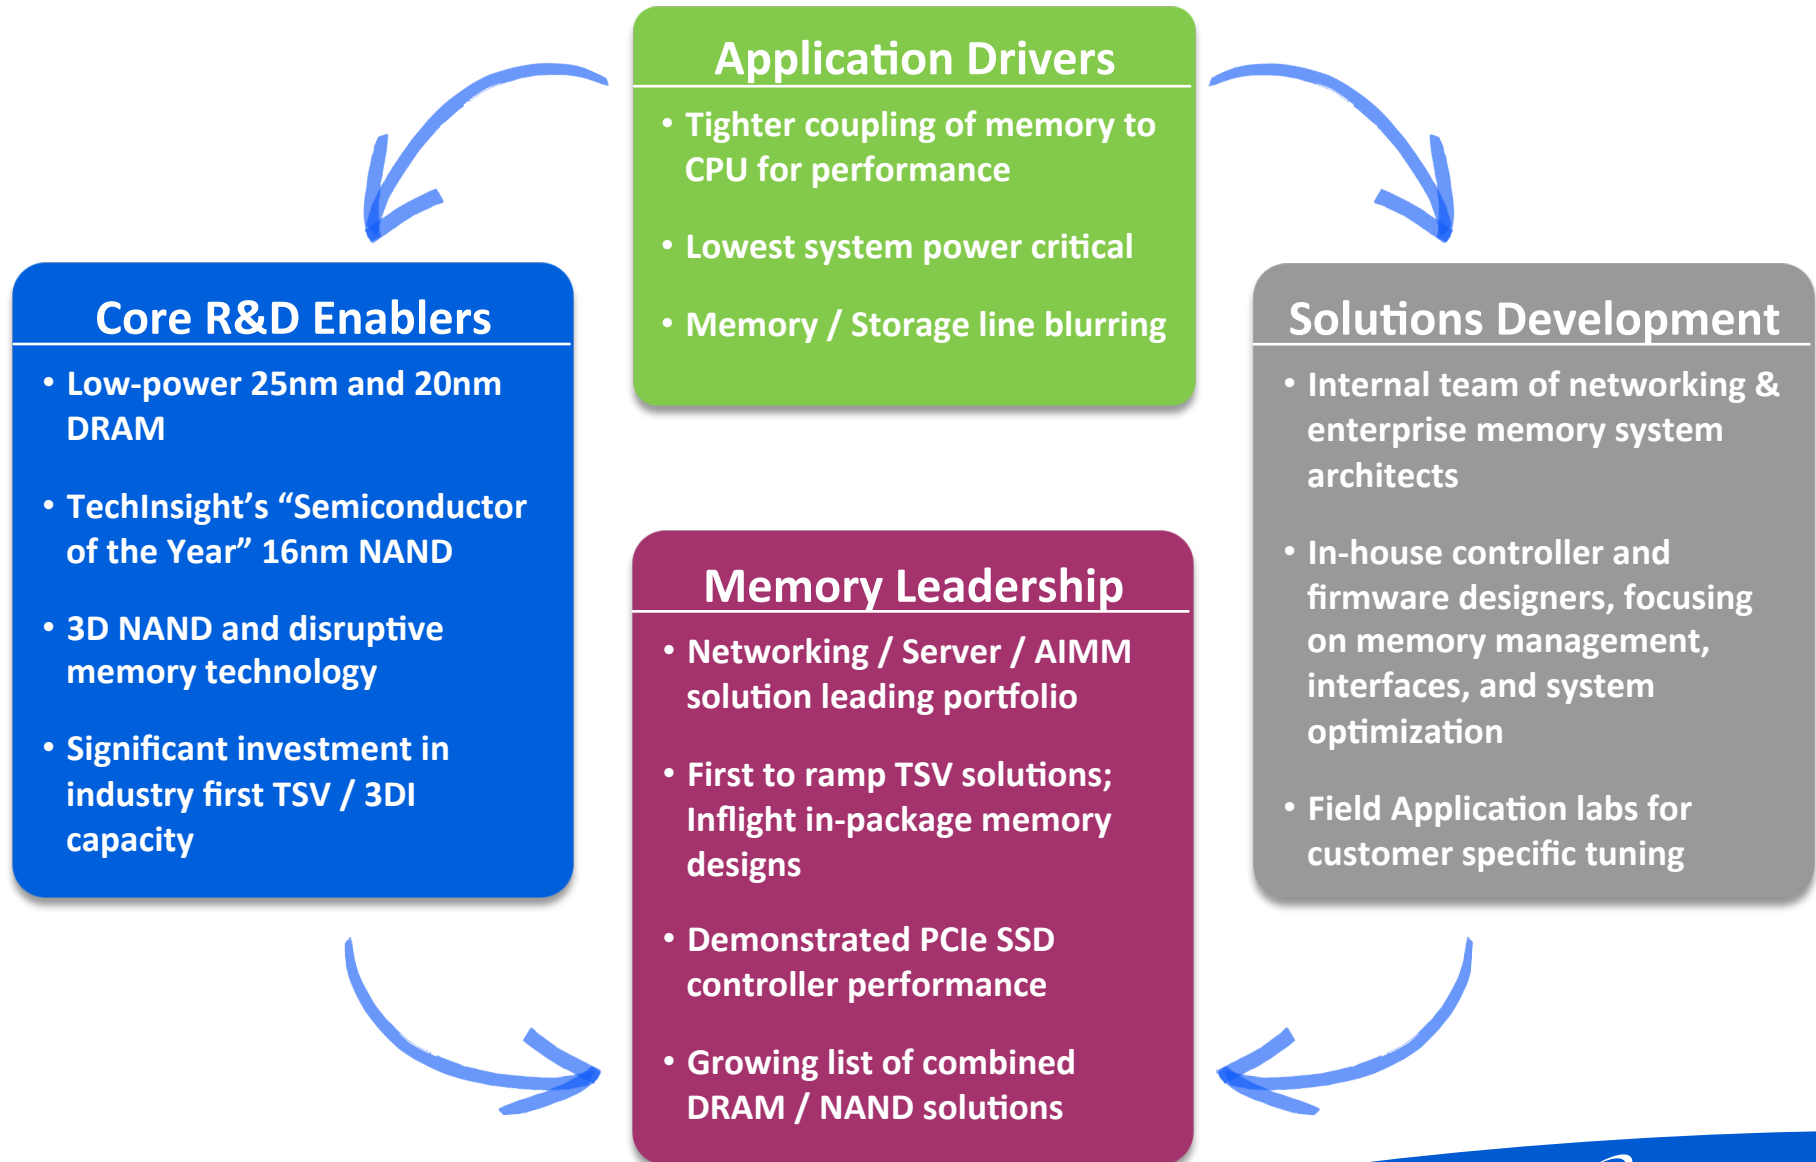 Application Drivers
• Tighter coupling of memory to
CPU for performance
• Lowest system power critical
• Memory / Storage line blurring
Core R&D Enablers
• Low-power 25nm and 20nm
DRAM
• TechInsight’s “Semiconductor
of the Year” 16nm NAND
• 3D NAND and disruptive
memory technology
• Significant investment in
industry first TSV / 3DI
capacity
Solutions Development
• Internal team of networking &
enterprise memory system
architects
• In-house controller and
firmware designers, focusing
on memory management,
interfaces, and system
optimization
• Field Application labs for
customer specific tuning
Memory Leadership
• Networking / Server / AIMM
solution leading portfolio
• First to ramp TSV solutions;
Inflight in-package memory
designs
• Demonstrated PCIe SSD
controller performance
• Growing list of combined
DRAM / NAND solutions